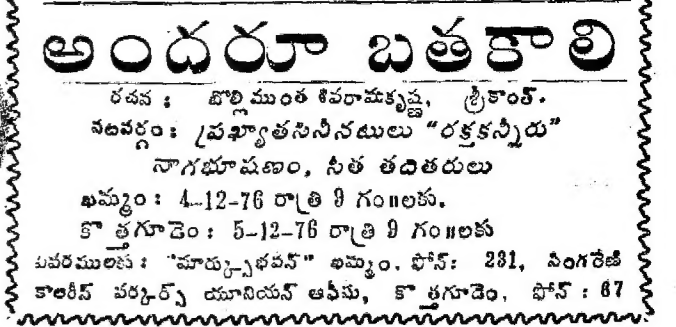 అందరూ బతకాలి
రచన : బొల్లిముంత శివరామకృష్ణ, శ్రీకాంత్.
నటవర్గం : ప్రఖ్యాతసినీనటులు "రక్తకన్నీరు"
నాగభూషణం, సీత తదితరులు
ఖమ్మం : 4-12-76 రాత్రి 9 గంటలకు.
కొత్తగూడెం : 5-12-76 రాత్రి 9 గంటలకు
వివరములకు : "మార్క్సుభవన్" ఖమ్మం. ఫోన్: 231, సింగరేణి
కాలరీస్ వర్కర్స్ యూనియన్ ఆఫీసు, కొత్తగూడెం, ఫోన్ : 67